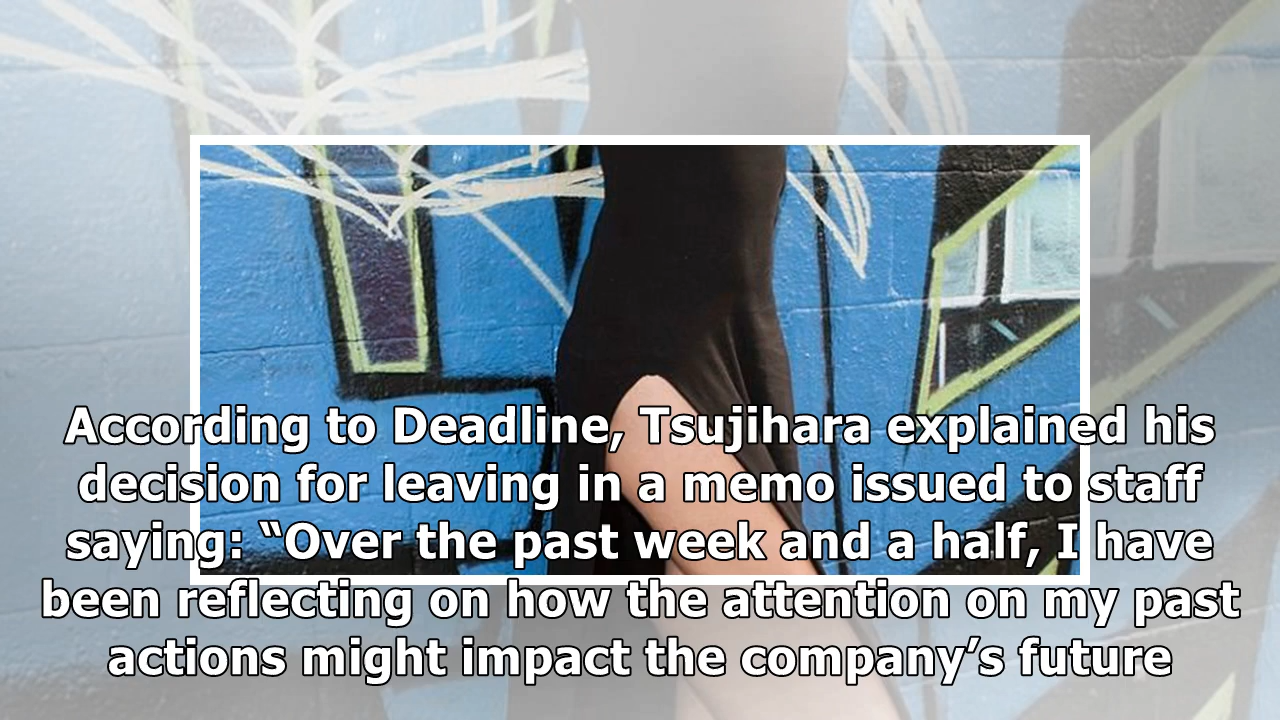 According to Deadline, Tsujihara explained his
decision for leaving in a memo issued to staff
saying: “Over the past week and a half, I have
been reflecting on how the attention on my past
actions might impact the company’s future